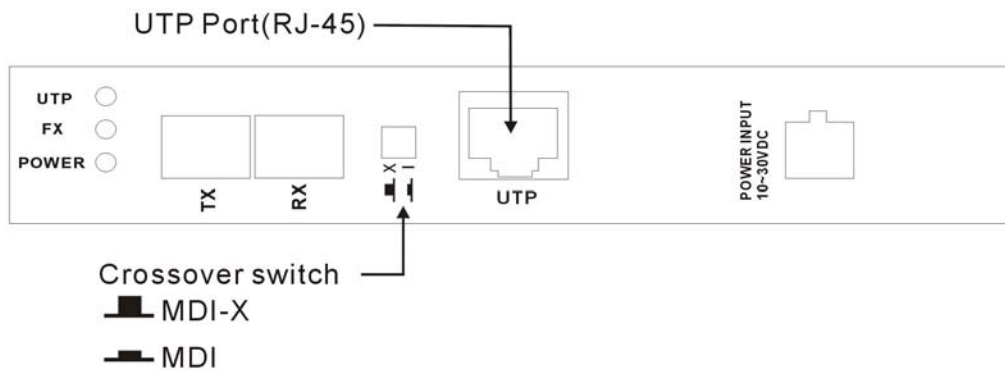 UTP Port(RJ-45)
UTP
FX
POWER
TX
RX
X
I
UTP
POWER INPUT
10~30VDC
Crossover switch
MDI-X
MDI